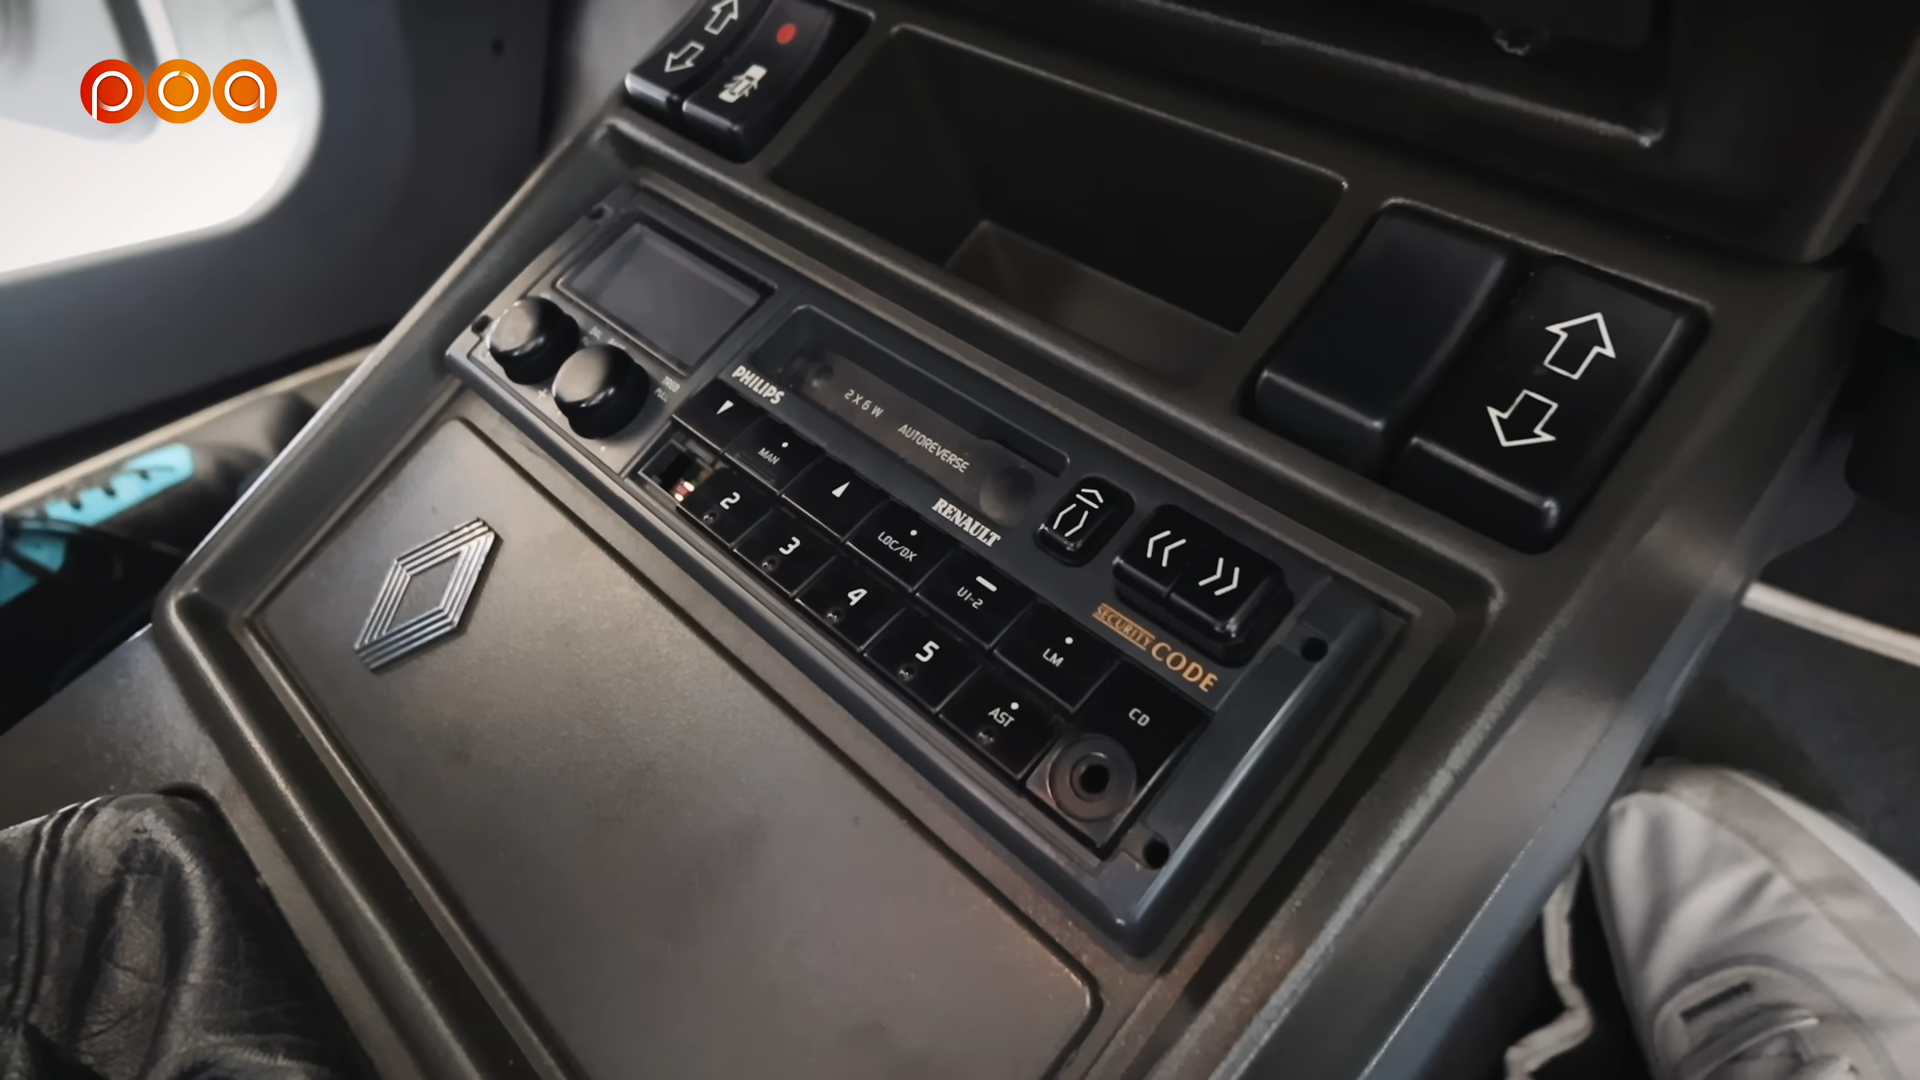 poa
PHILIPS
2 X 6 W
AUTOREVERSE
RENAULT
MAN
LOC/DX
U1-2
LM
CD
2
3
4
5
AST
SECURITY CODE